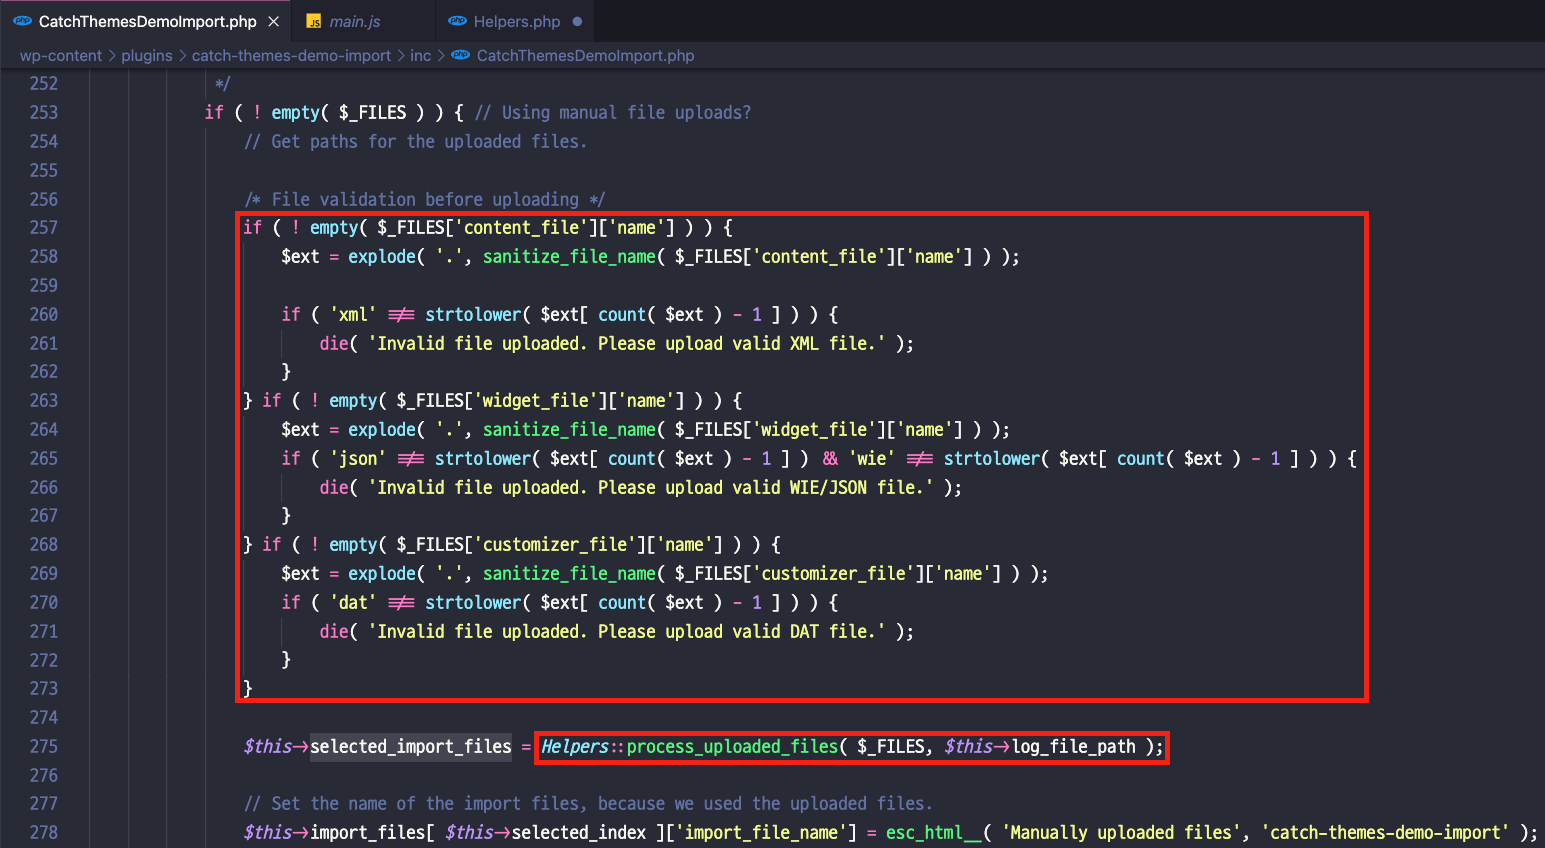 php CatchThemesDemoImport.php ×
JS main.js
php Helpers.php ●
wp-content > plugins > catch-themes-demo-import > inc > php CatchThemesDemoImport.php
252 */
253 if ( ! empty( $_FILES ) ) { // Using manual file uploads?
254 // Get paths for the uploaded files.
255
256 /* File validation before uploading */
257 if ( ! empty( $_FILES['content_file']['name'] ) ) {
258 $ext = explode( '.', sanitize_file_name( $_FILES['content_file']['name'] ) );
259
260 if ( 'xml' !== strtolower( $ext[ count( $ext ) - 1 ] ) ) {
261 die( 'Invalid file uploaded. Please upload valid XML file.' );
262 }
263 } if ( ! empty( $_FILES['widget_file']['name'] ) ) {
264 $ext = explode( '.', sanitize_file_name( $_FILES['widget_file']['name'] ) );
265 if ( 'json' !== strtolower( $ext[ count( $ext ) - 1 ] ) && 'wie' !== strtolower( $ext[ count( $ext ) - 1 ] ) ) {
266 die( 'Invalid file uploaded. Please upload valid WIE/JSON file.' );
267 }
268 } if ( ! empty( $_FILES['customizer_file']['name'] ) ) {
269 $ext = explode( '.', sanitize_file_name( $_FILES['customizer_file']['name'] ) );
270 if ( 'dat' !== strtolower( $ext[ count( $ext ) - 1 ] ) ) {
271 die( 'Invalid file uploaded. Please upload valid DAT file.' );
272 }
273 }
274
275 $this->selected_import_files = Helpers::process_uploaded_files( $_FILES, $this->log_file_path );
276
277 // Set the name of the import files, because we used the uploaded files.
278 $this->import_files[ $this->selected_index ]['import_file_name'] = esc_html__( 'Manually uploaded files', 'catch-themes-demo-import' );